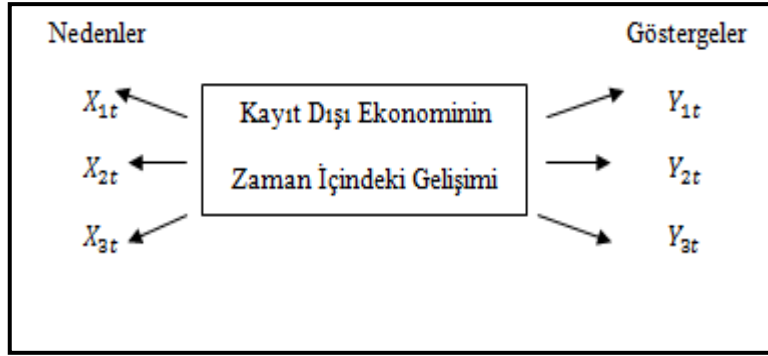 Nedenler Göstergeler
X₁ₜ Kayıt Dışı Ekonominin Y₁ₜ
X₂ₜ Zaman İçindeki Gelişimi Y₂ₜ
X₃ₜ Y₃ₜ